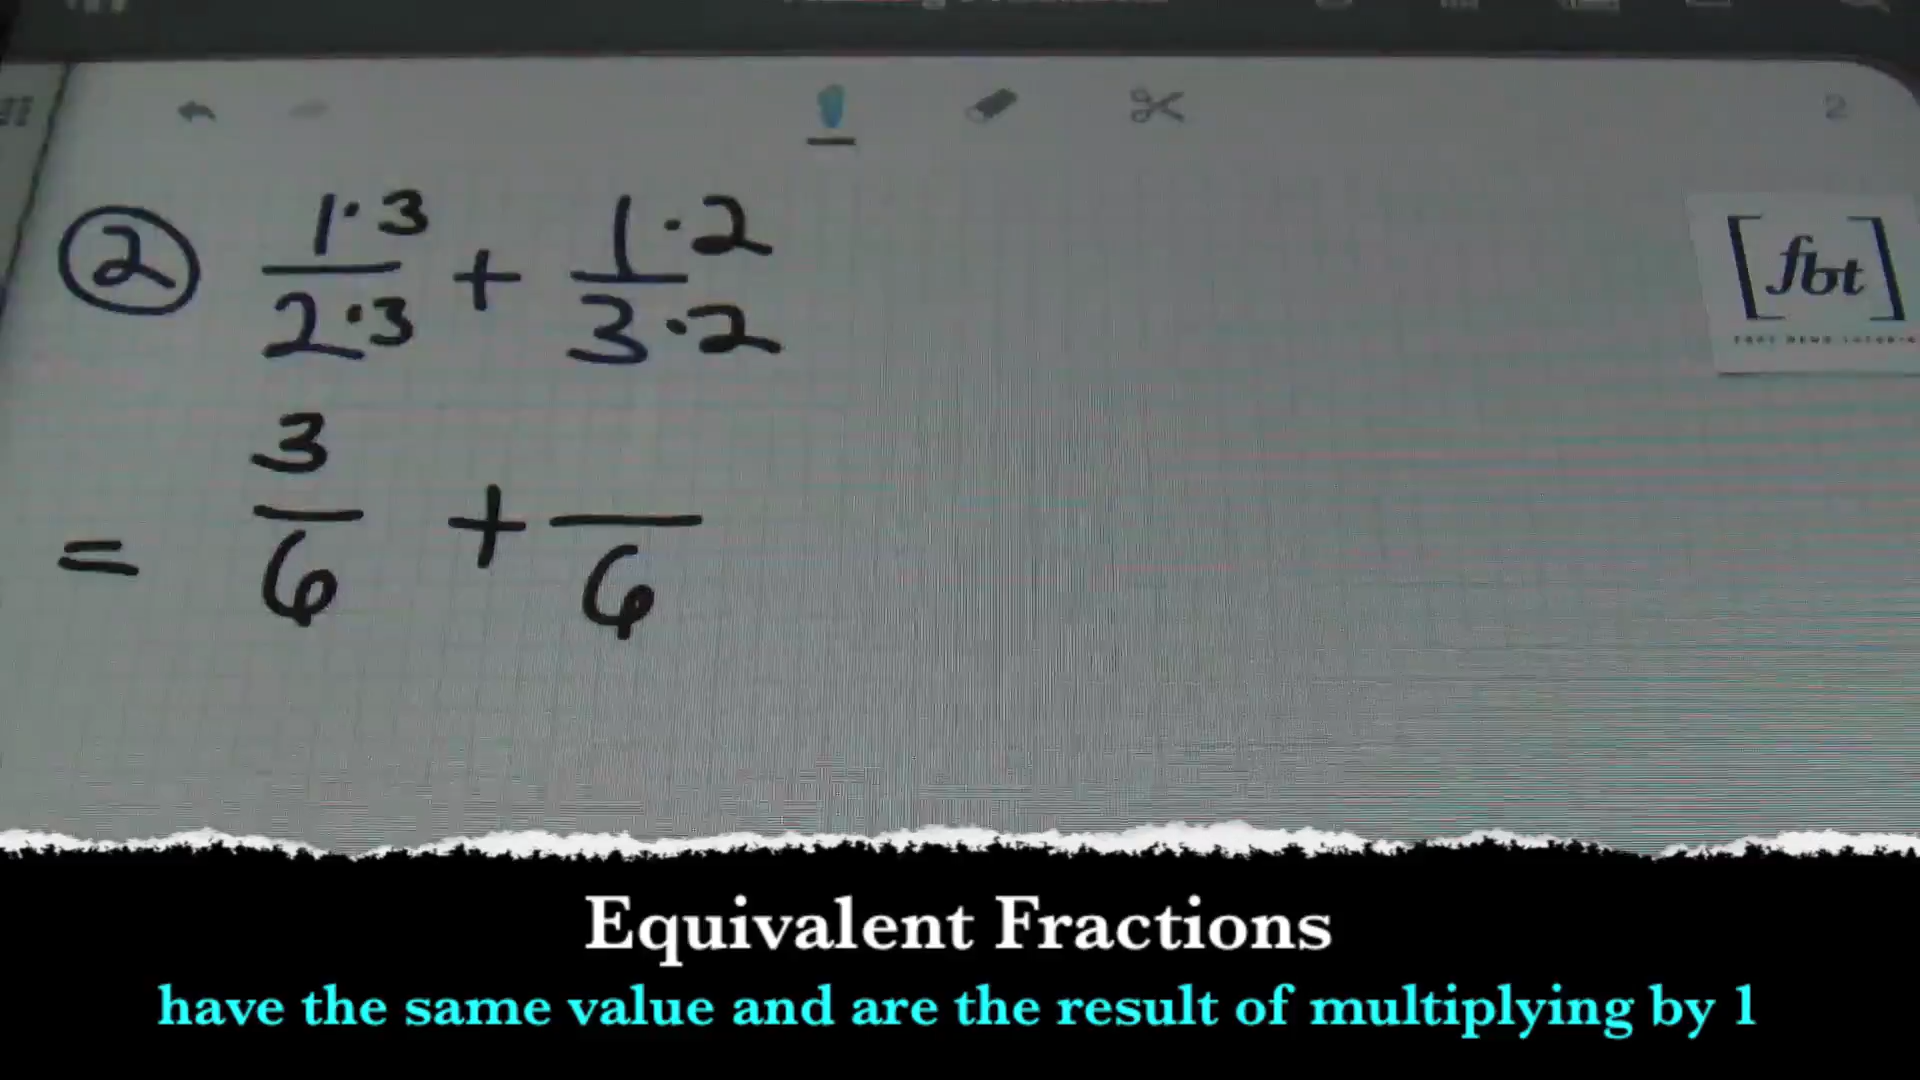 2
② 1·3/2·3 + 1·2/3·2
[fbt]
= 3/6 + /6
Equivalent Fractions
have the same value and are the result of multiplying by 1